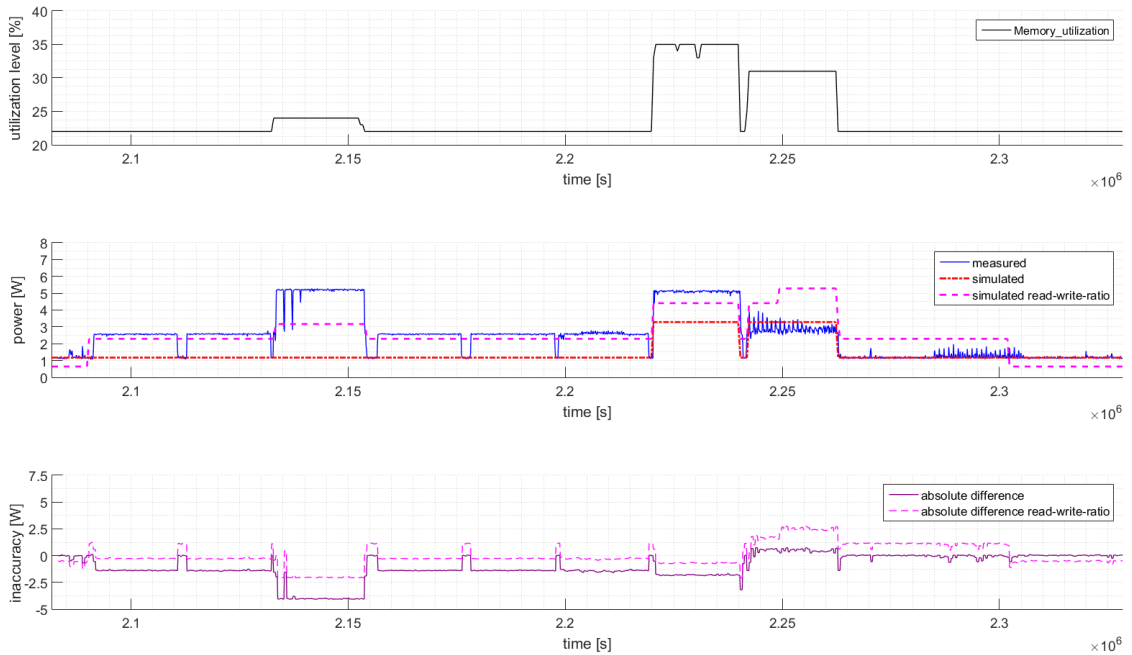 utilization level [%]
40
35
30
25
20
Memory_utilization
2.1 2.15 2.2 2.25 2.3
time [s]
×10^6
power [W]
8
7
6
5
4
3
2
1
0
measured
simulated
simulated read-write-ratio
2.1 2.15 2.2 2.25 2.3
time [s]
×10^6
inaccuracy [W]
7.5
5
2.5
0
-2.5
-5
absolute difference
absolute difference read-write-ratio
2.1 2.15 2.2 2.25 2.3
time [s]
×10^6